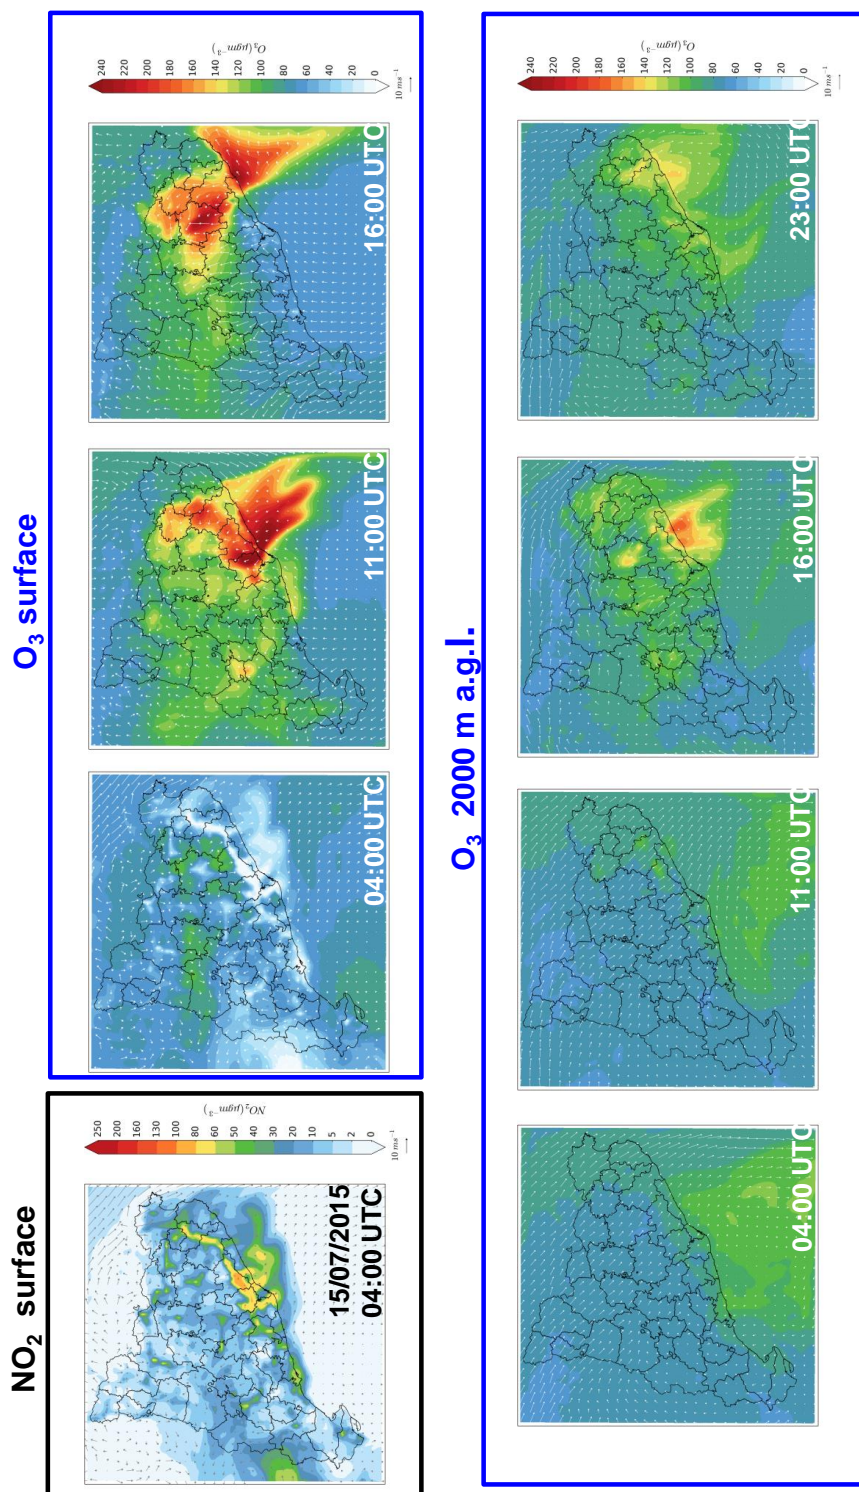 O₃ surface
O₃(μgm⁻³)
240 220 200 180 160 140 120 100 80 60 40 20 0
10 ms⁻¹
16:00 UTC
11:00 UTC
04:00 UTC
NO₂ surface
NO₂(μgm⁻³)
250 200 160 130 100 80 60 50 40 20 10 5 2 0
10 ms⁻¹
15/07/2015
04:00 UTC
O₃ 2000 m a.g.l.
O₃(μgm⁻³)
240 220 200 180 160 140 120 100 80 60 40 20 0
10 ms⁻¹
23:00 UTC
16:00 UTC
11:00 UTC
04:00 UTC